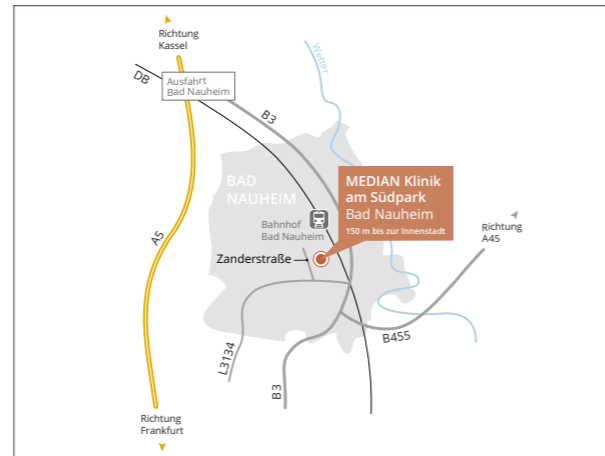 Richtung
Kassel
DB
Ausfahrt
Bad Nauheim
B3
Wetter
BAD
NAUHEIM
MEDIAN Klinik
am Südpark
Bad Nauheim
150 m bis zur Innenstadt
Bahnhof
Bad Nauheim
Richtung
A45
A5
Zanderstraße
B455
L3134
B3
Richtung
Frankfurt